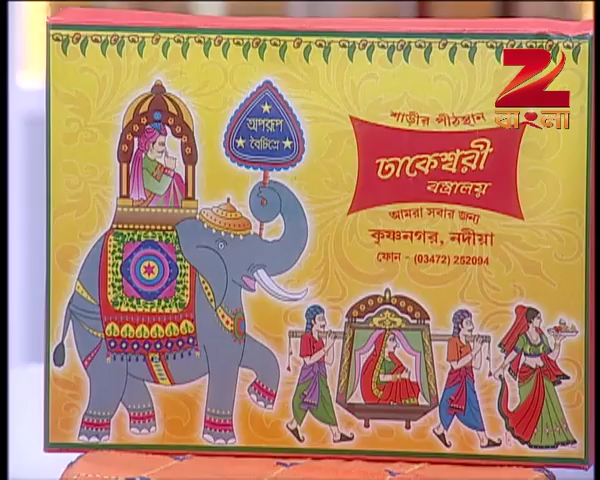 Z
বাংলা
শাড়ীর পীঠস্থান
ঢাকেশ্বরী
বস্ত্রালয়
আমরা সবার জন্য
কৃষ্ণনগর, নদীয়া
ফোন - (03472) 252094
অপরূপ
বৈচিত্রে